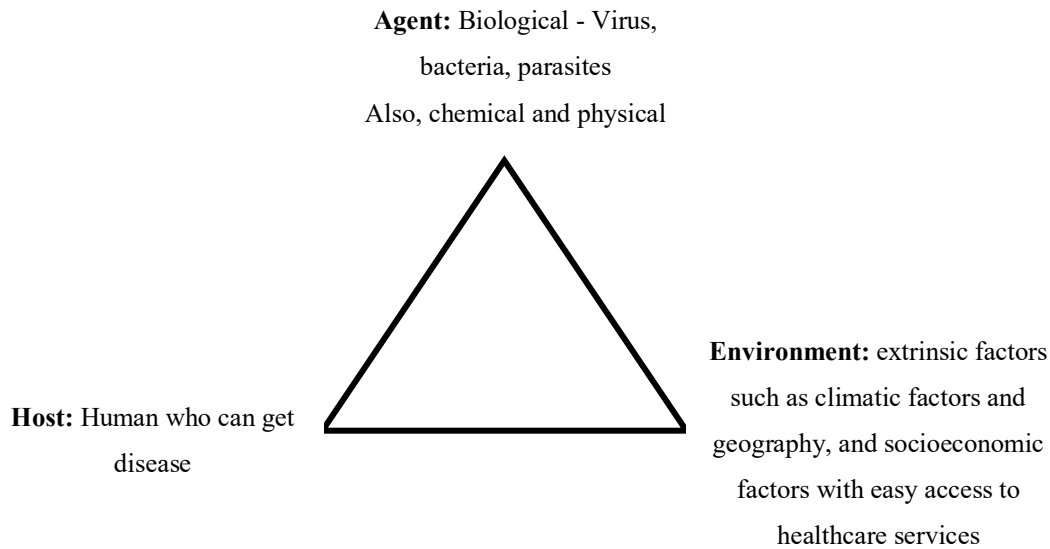 Agent: Biological - Virus,
bacteria, parasites
Also, chemical and physical
Host: Human who can get
disease
Environment: extrinsic factors
such as climatic factors and
geography, and socioeconomic
factors with easy access to
healthcare services